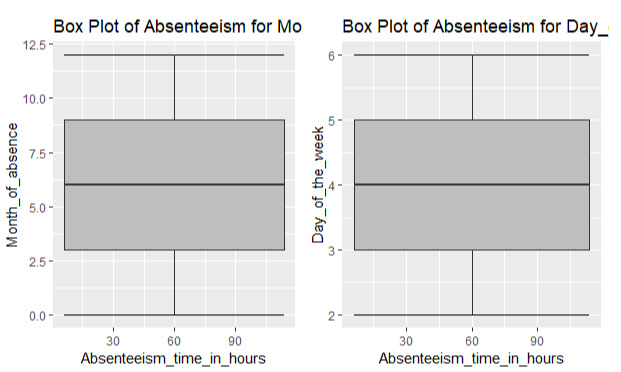 Box Plot of Absenteeism for Mo
12.5
10.0
7.5
5.0
2.5
0.0
Month_of_absence
30 60 90
Absenteeism_time_in_hours
Box Plot of Absenteeism for Day_
6
5
4
3
2
Day_of_the_week
30 60 90
Absenteeism_time_in_hours